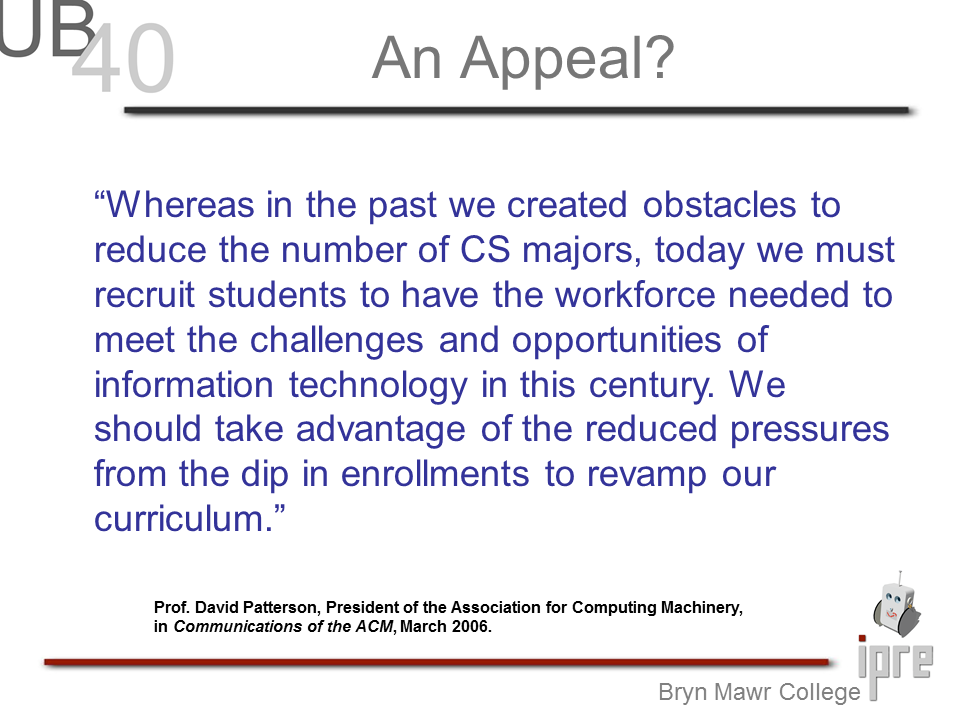 UB
40
An Appeal?
“Whereas in the past we created obstacles to
reduce the number of CS majors, today we must
recruit students to have the workforce needed to
meet the challenges and opportunities of
information technology in this century. We
should take advantage of the reduced pressures
from the dip in enrollments to revamp our
curriculum.”
Prof. David Patterson, President of the Association for Computing Machinery,
in Communications of the ACM, March 2006.
ipre
Bryn Mawr College